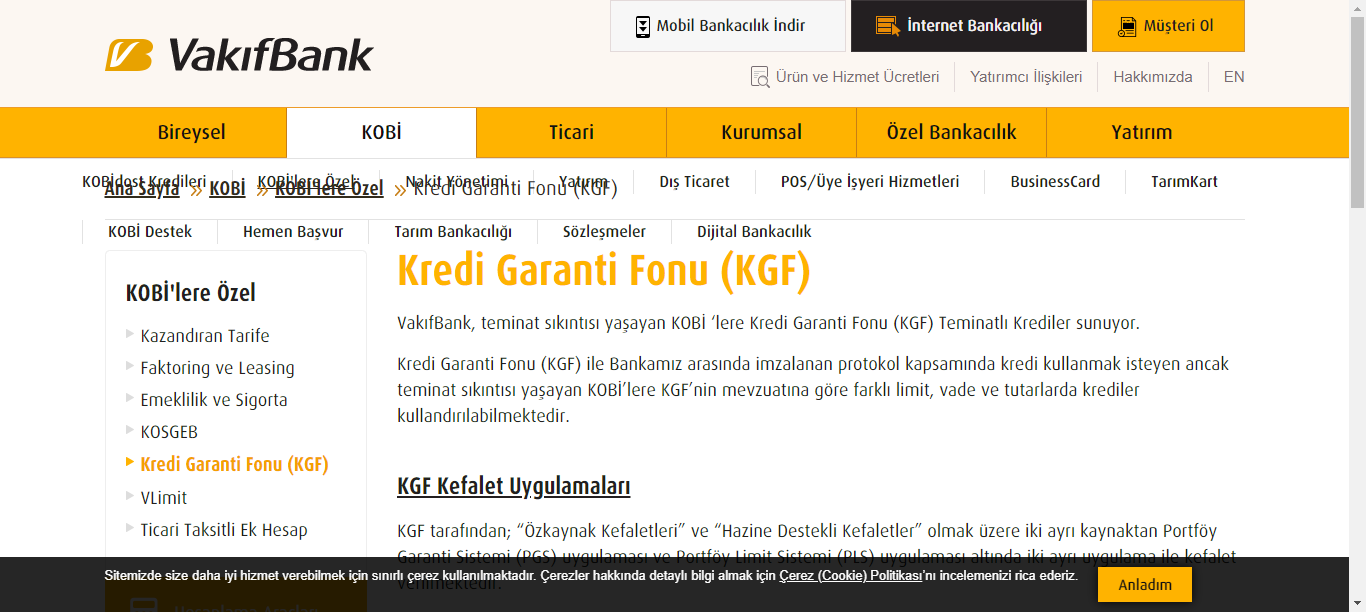 Mobil Bankacılık İndir
İnternet Bankacılığı
Müşteri Ol
VakıfBank
Ürün ve Hizmet Ücretleri
Yatırımcı İlişkileri
Hakkımızda
EN
Bireysel
KOBİ
Ticari
Kurumsal
Özel Bankacılık
Yatırım
KOBİdost Kredileri
KOBİ'lere Özel
Nakit Yönetimi
Yatırım
Dış Ticaret
POS/Üye İşyeri Hizmetleri
BusinessCard
TarımKart
Ana Sayfa » KOBİ » KOBİ'lere Özel » Kredi Garanti Fonu (KGF)
KOBİ Destek
Hemen Başvur
Tarım Bankacılığı
Sözleşmeler
Dijital Bankacılık
KOBİ'lere Özel
Kazandıran Tarife
Faktoring ve Leasing
Emeklilik ve Sigorta
KOSGEB
Kredi Garanti Fonu (KGF)
VLimit
Ticari Taksitli Ek Hesap
Kredi Garanti Fonu (KGF)
VakıfBank, teminat sıkıntısı yaşayan KOBİ ‘lere Kredi Garanti Fonu (KGF) Teminatlı Krediler sunuyor.
Kredi Garanti Fonu (KGF) ile Bankamız arasında imzalanan protokol kapsamında kredi kullanmak isteyen ancak
teminat sıkıntısı yaşayan KOBİ’lere KGF’nin mevzuatına göre farklı limit, vade ve tutarlarda krediler
kullandırılabilmektedir.
KGF Kefalet Uygulamaları
KGF tarafından; “Özkaynak Kefaletleri” ve “Hazine Destekli Kefaletler” olmak üzere iki ayrı kaynaktan Portföy
Garanti Sistemi (PGS) uygulaması ve Portföy Limit Sistemi (PLS) uygulaması altında iki ayrı uygulama ile kefalet
verilmektedir.
Sitemizde size daha iyi hizmet verebilmek için sınırlı çerez kullanılmaktadır. Çerezler hakkında detaylı bilgi almak için Çerez (Cookie) Politikası'nı incelemenizi rica ederiz.
Anladım